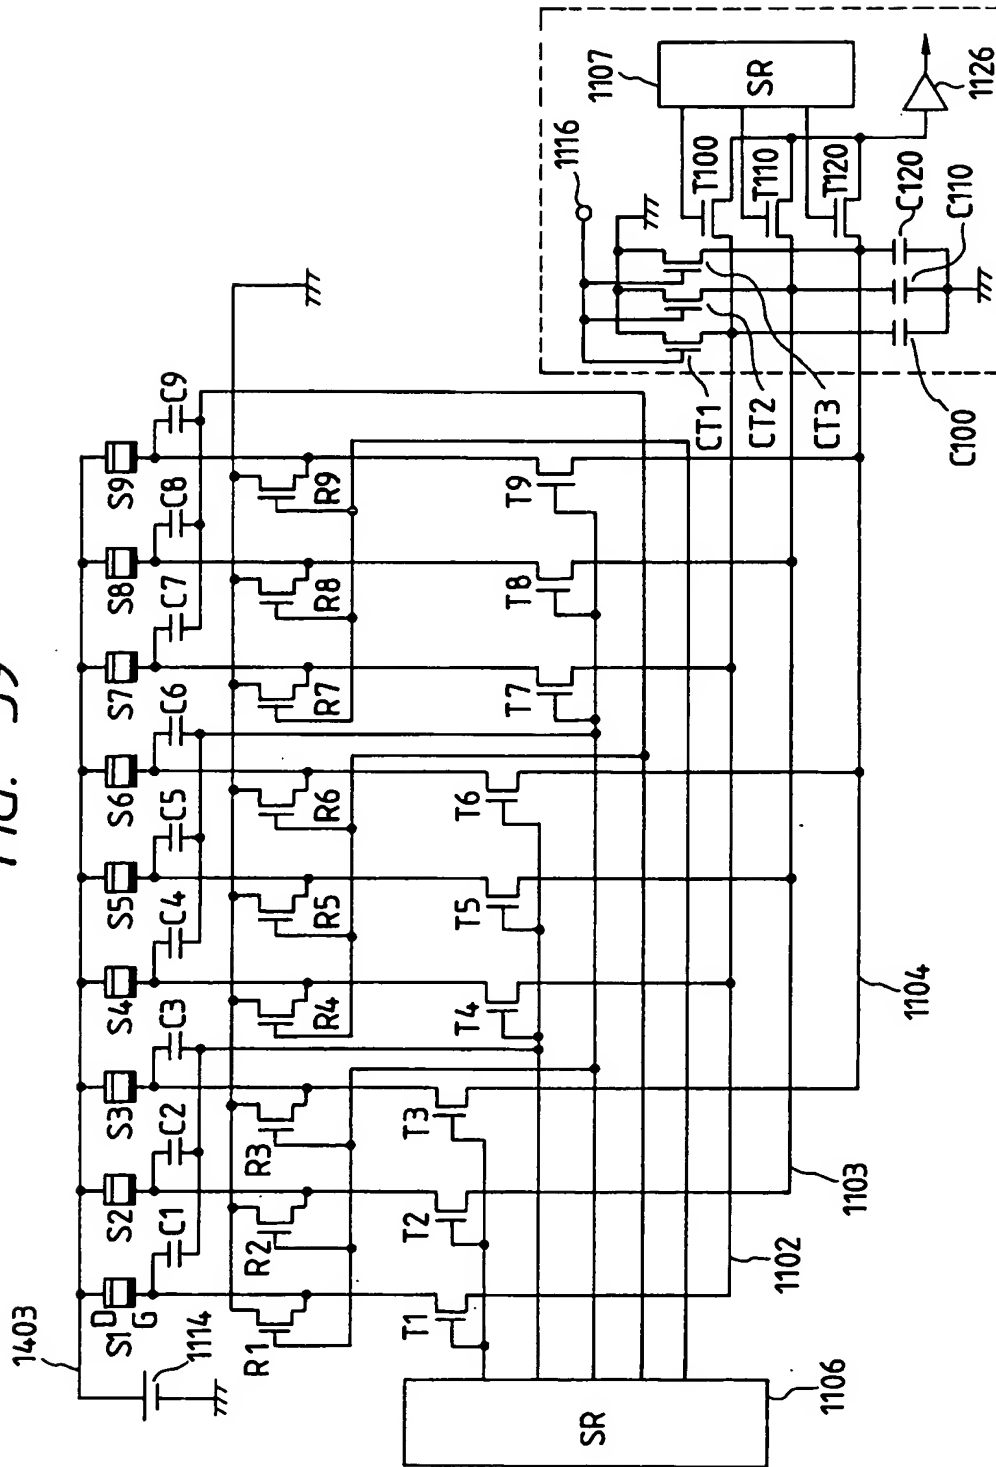 FIG. 39
1403
S1
D
G
S2
S3
S4
S5
S6
S7
S8
S9
1114
C1
C2
C3
C4
C5
C6
C7
C8
C9
R1
R2
R3
R4
R5
R6
R7
R8
R9
T1
T2
T3
T4
T5
T6
T7
T8
T9
SR
1106
1102
1103
1104
1116
1107
SR
T100
T110
T120
CT1
CT2
CT3
C100
C120
C110
1126